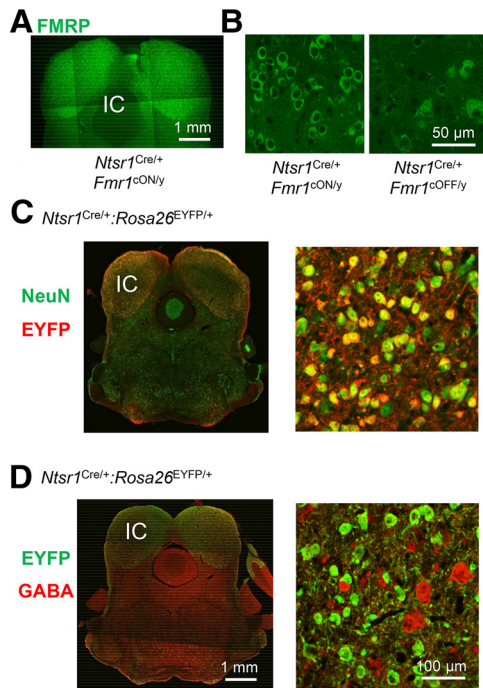 A
FMRP
IC
1 mm
Ntsr1Cre/+
Fmr1cON/y
B
50 µm
Ntsr1Cre/+
Fmr1cON/y
Ntsr1Cre/+
Fmr1cOFF/y
C
Ntsr1Cre/+:Rosa26EYFP/+
IC
NeuN
EYFP
D
Ntsr1Cre/+:Rosa26EYFP/+
IC
EYFP
GABA
1 mm
100 µm